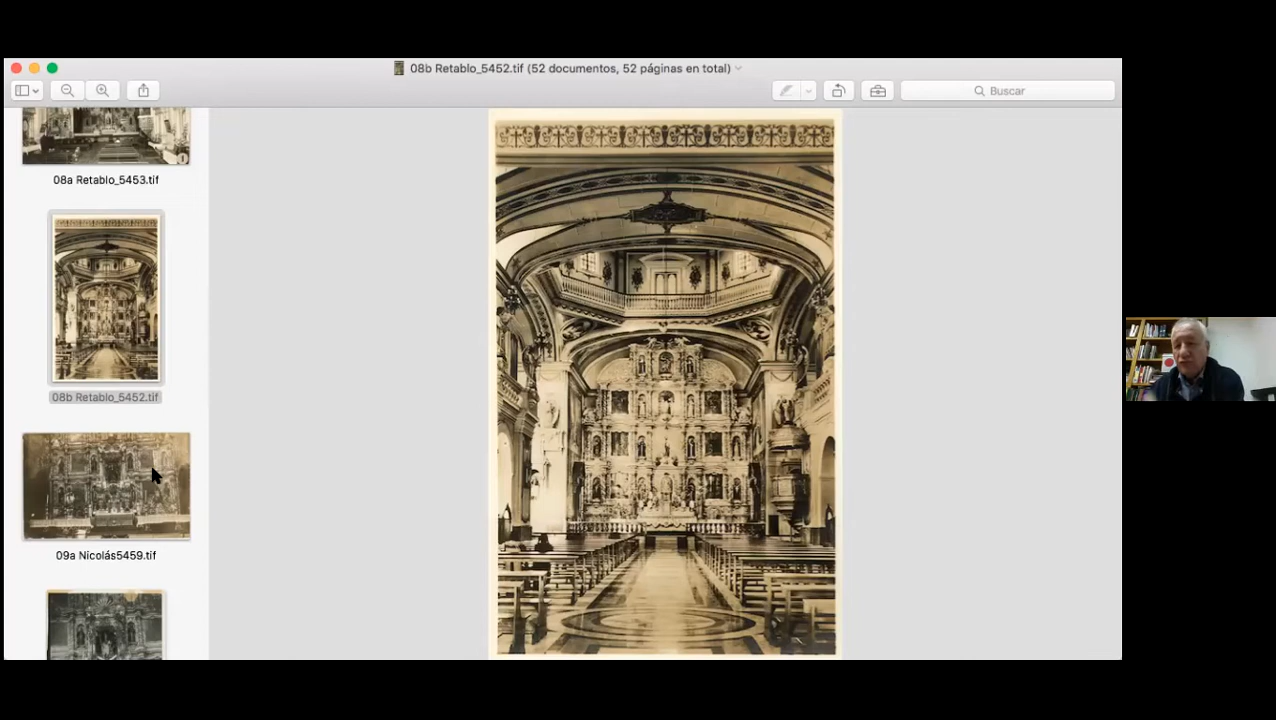 08b Retablo_5452.tif (52 documentos, 52 páginas en total)
Buscar
08a Retablo_5453.tif
08b Retablo_5452.tif
09a Nicolás5459.tif